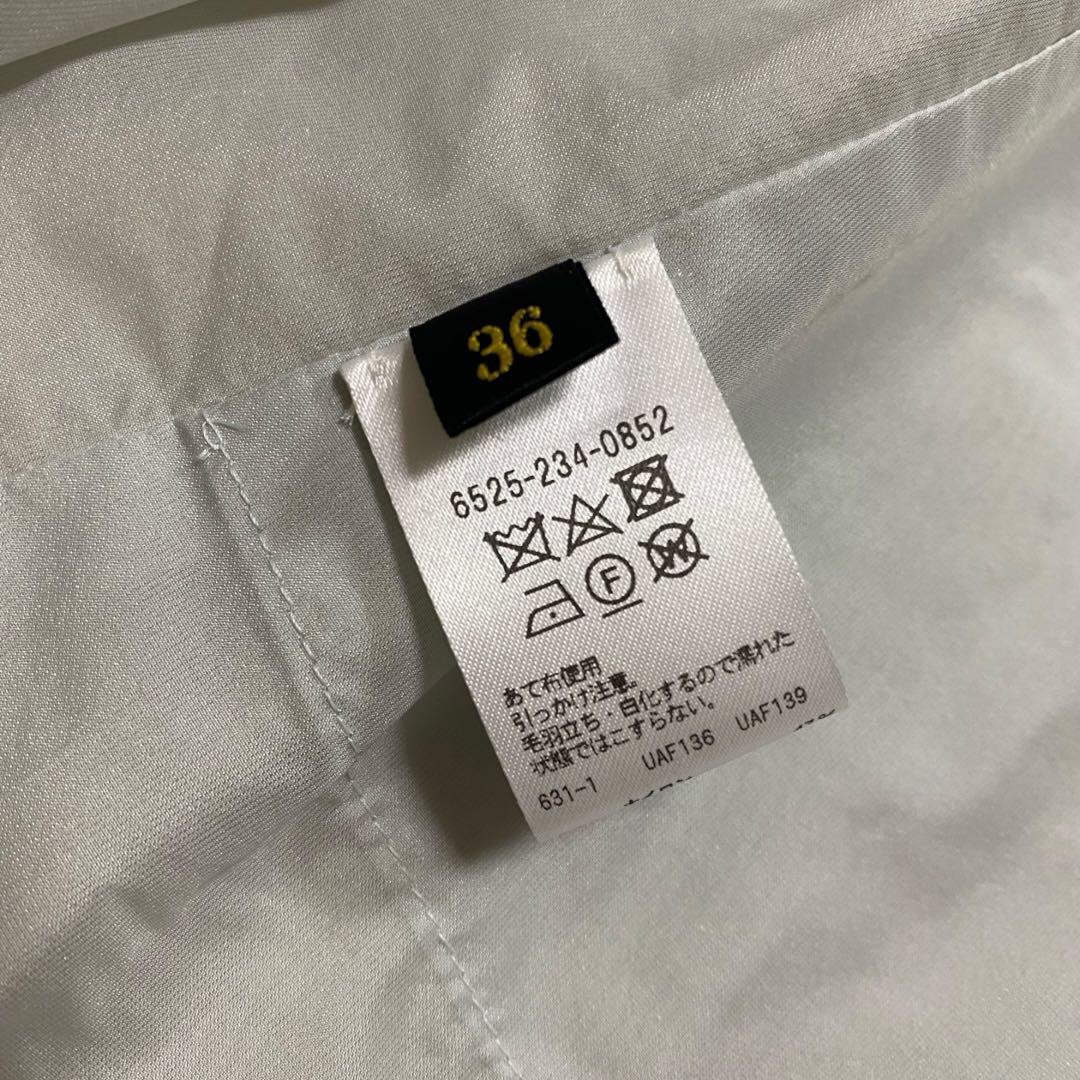 36
6525-234-0852
F
W
あて布使用
引っかけ注意。
毛羽立ち・白化するので濡れた
状態ではこすらない。
631-1 UAF136 UAF139